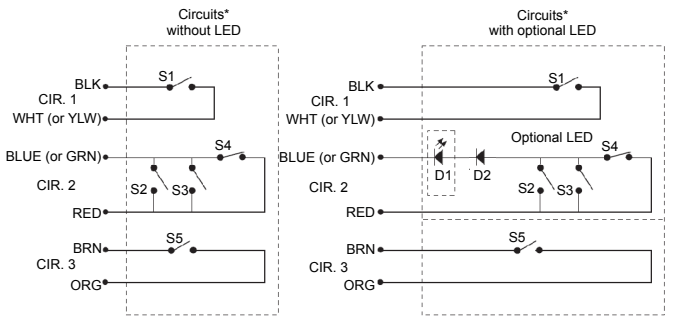 Circuits*
without LED
S1
BLK
CIR. 1
WHT (or YLW)
BLUE (or GRN)
S4
CIR. 2
S2
S3
RED
BRN
S5
CIR. 3
ORG
Circuits*
with optional LED
S1
BLK
CIR. 1
WHT (or YLW)
Optional LED
BLUE (or GRN)
S4
D1
D2
CIR. 2
S2
S3
RED
BRN
S5
CIR. 3
ORG